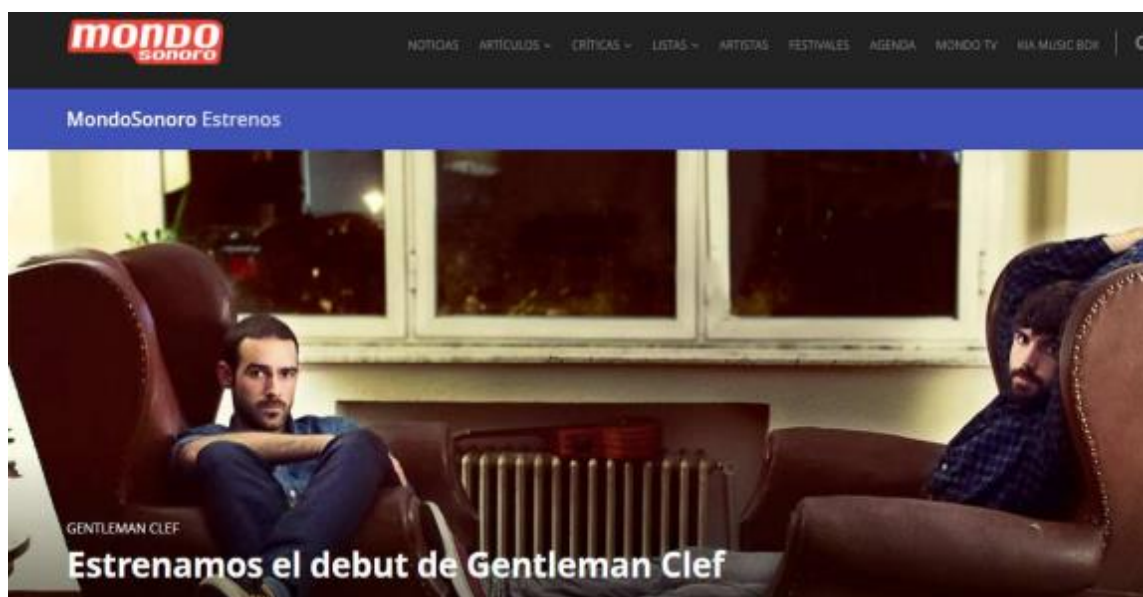 mondo
sonoro
NOTICIAS ARTÍCULOS CRÍTICAS LISTAS ARTISTAS FESTIVALES AGENDA MONDO TV KIA MUSIC BOX
MondoSonoro Estrenos
GENTLEMAN CLEF
Estrenamos el debut de Gentleman Clef